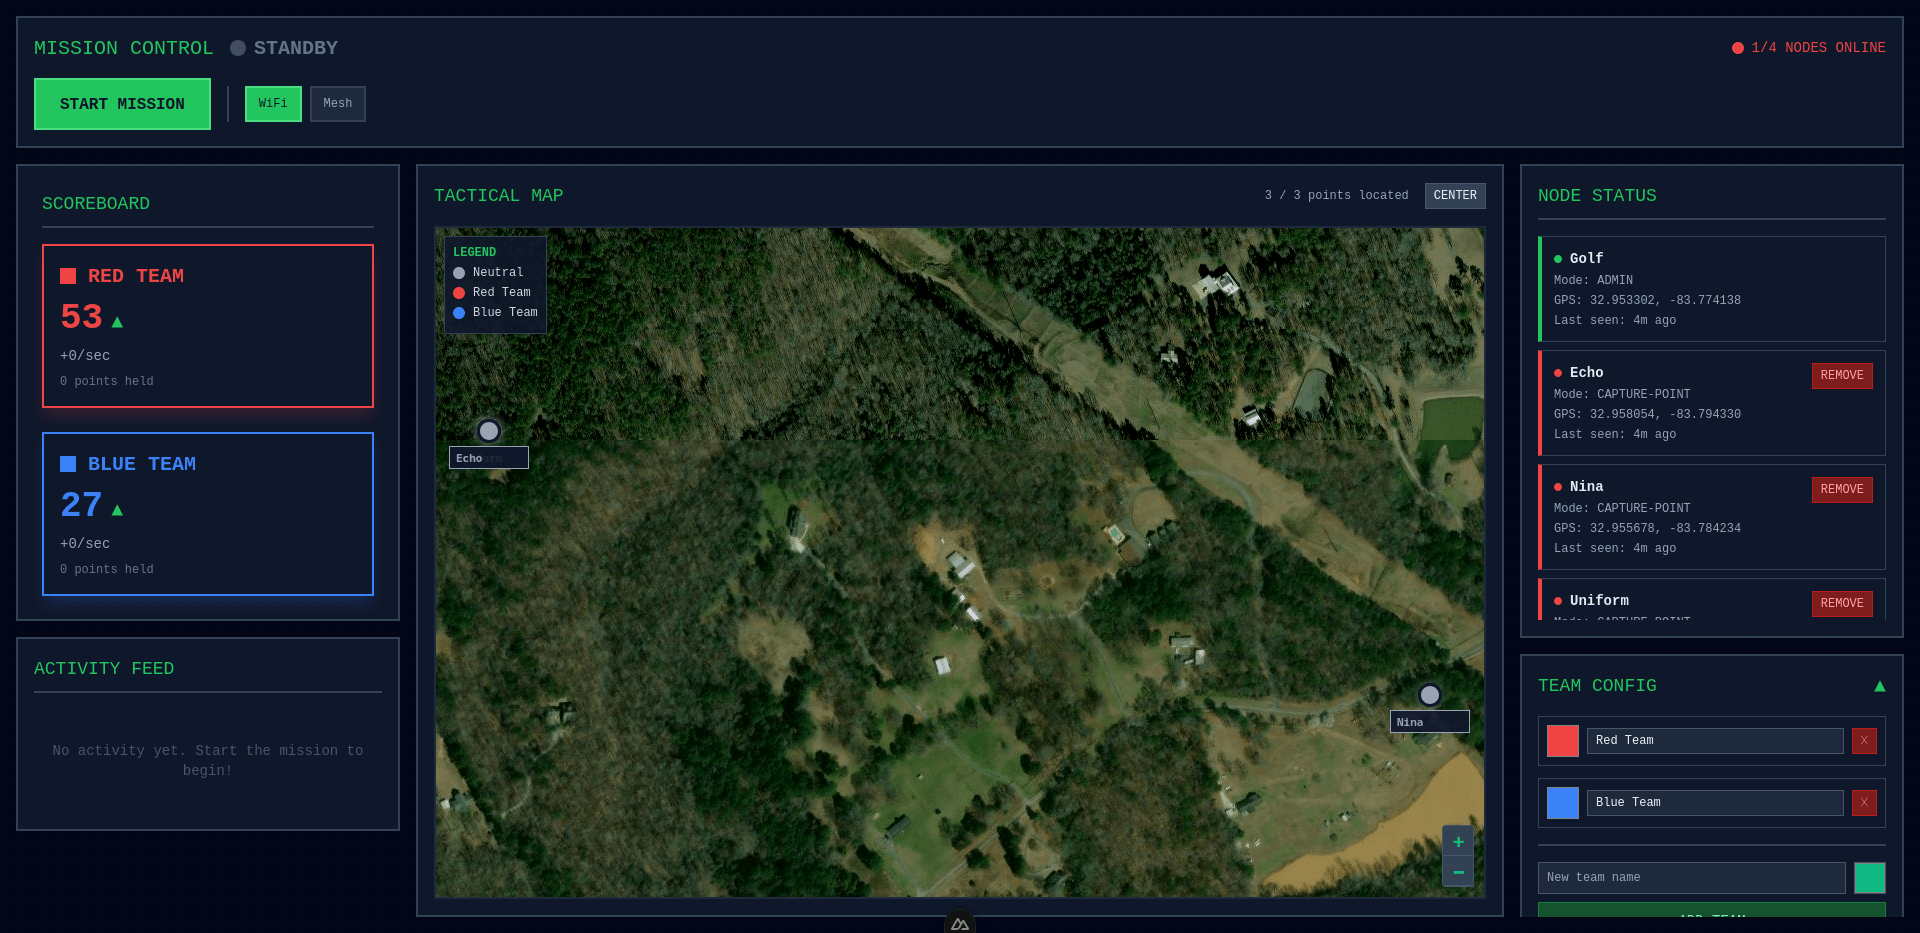 MISSION CONTROL
STANDBY
1/4 NODES ONLINE
START MISSION
WiFi
Mesh
SCOREBOARD
RED TEAM
53 ▲
+0/sec
0 points held
BLUE TEAM
27 ▲
+0/sec
0 points held
ACTIVITY FEED
No activity yet. Start the mission to
begin!
TACTICAL MAP
3 / 3 points located
CENTER
LEGEND
Neutral
Red Team
Blue Team
Echo
Nina
+
−
NODE STATUS
Golf
Mode: ADMIN
GPS: 32.953302, -83.774138
Last seen: 4m ago
Echo
REMOVE
Mode: CAPTURE-POINT
GPS: 32.958054, -83.794330
Last seen: 4m ago
Nina
REMOVE
Mode: CAPTURE-POINT
GPS: 32.955678, -83.784234
Last seen: 4m ago
Uniform
REMOVE
Mode: CAPTURE-POINT
TEAM CONFIG ▲
Red Team
X
Blue Team
X
New team name
ADD TEAM